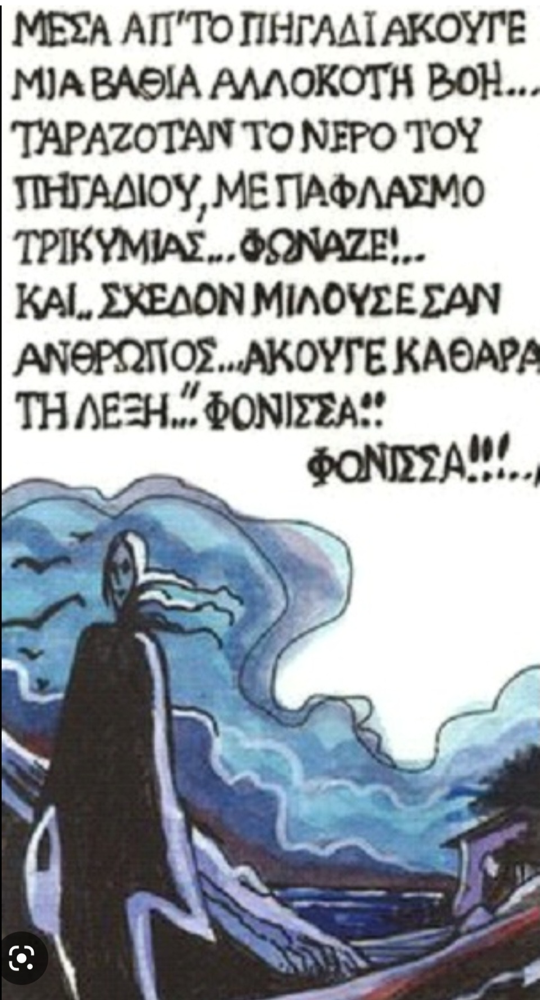 ΜΕΣΑ ΑΠ'ΤΟ ΠΗΓΑΔΙ ΑΚΟΥΓΕ
ΜΙΑ ΒΑΘΙΑ ΑΛΛΟΚΟΤΗ ΒΟΗ...
ΤΑΡΑΖΟΤΑΝ ΤΟ ΝΕΡΟ ΤΟΥ
ΠΗΓΑΔΙΟΥ, ΜΕ ΠΑΦΛΑΣΜΟ
ΤΡΙΚΥΜΙΑΣ... ΦΩΝΑΖΕ!..
ΚΑΙ.. ΣΧΕΔΟΝ ΜΙΛΟΥΣΕ ΣΑΝ
ΑΝΘΡΩΠΟΣ... ΑΚΟΥΓΕ ΚΑΘΑΡΑ
ΤΗ ΛΕΞΗ..." ΦΟΝΙΣΣΑ!!
ΦΟΝΙΣΣΑ!!!...